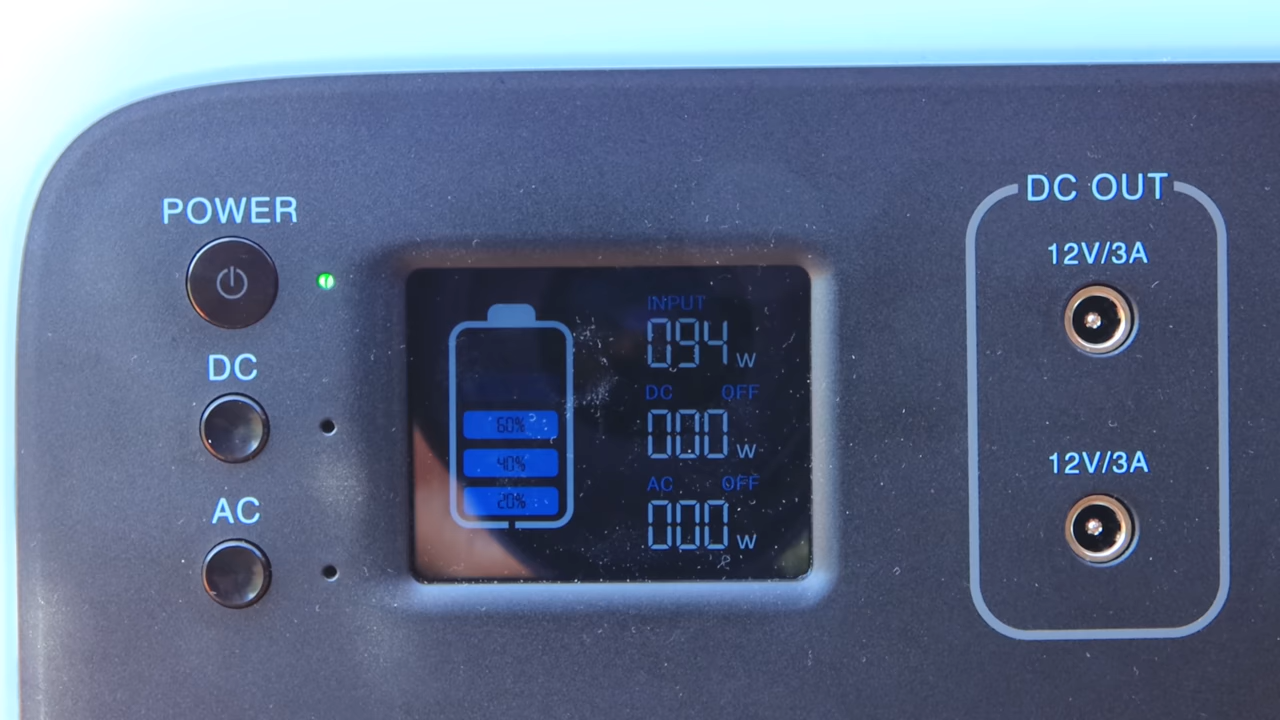 POWER
DC
AC
60%
40%
20%
INPUT
094 W
DC OFF
000 W
AC OFF
000 W
DC OUT
12V/3A
12V/3A